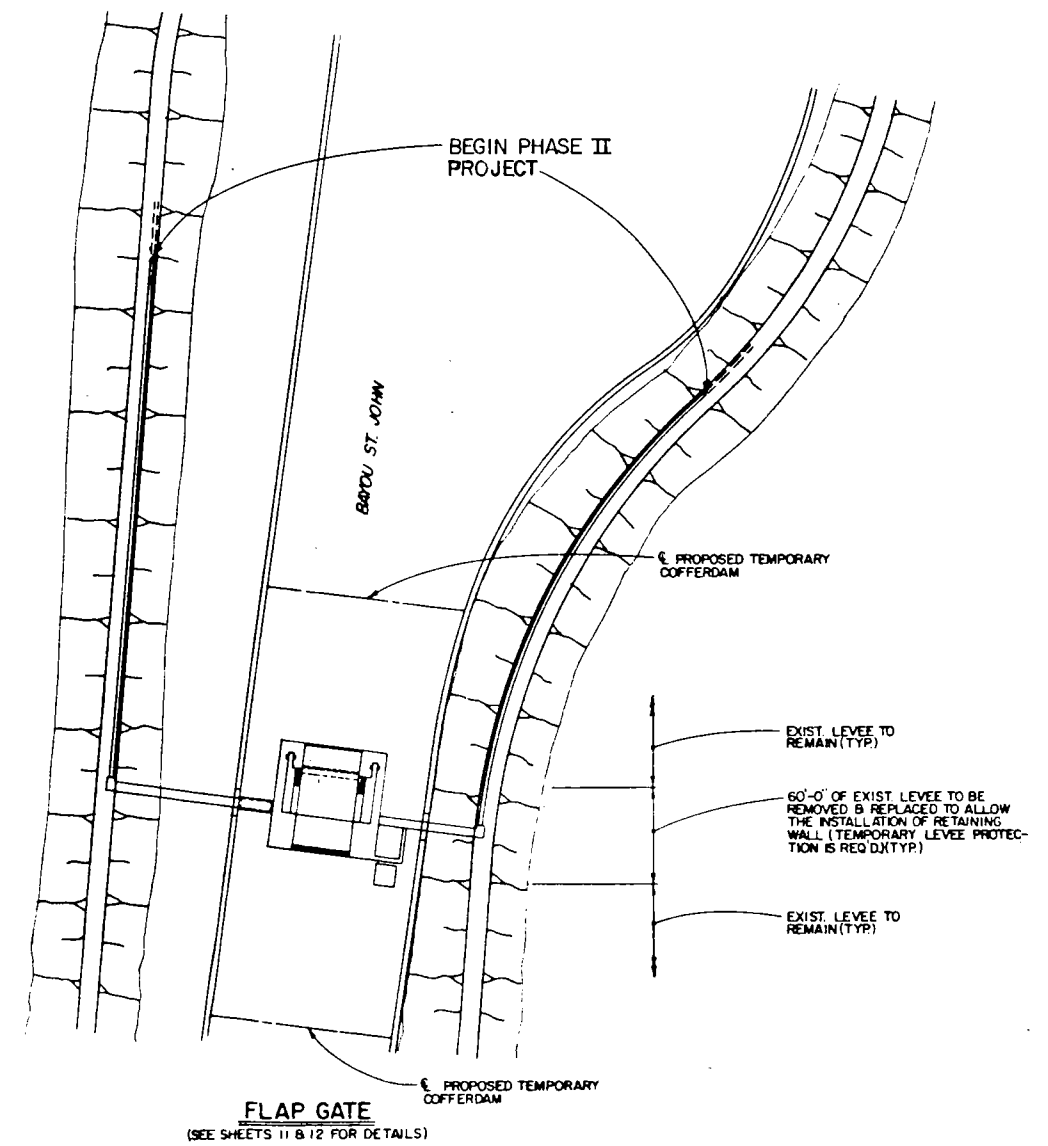 BEGIN PHASE II
PROJECT
BAYOU ST. JOHN
℄ PROPOSED TEMPORARY
COFFERDAM
EXIST. LEVEE TO
REMAIN (TYP.)
60'-0" OF EXIST. LEVEE TO BE
REMOVED & REPLACED TO ALLOW
THE INSTALLATION OF RETAINING
WALL (TEMPORARY LEVEE PROTEC-
TION IS REQ'D.)(TYP.)
EXIST. LEVEE TO
REMAIN (TYP.)
℄ PROPOSED TEMPORARY
COFFERDAM
FLAP GATE
(SEE SHEETS 11 & 12 FOR DETAILS)